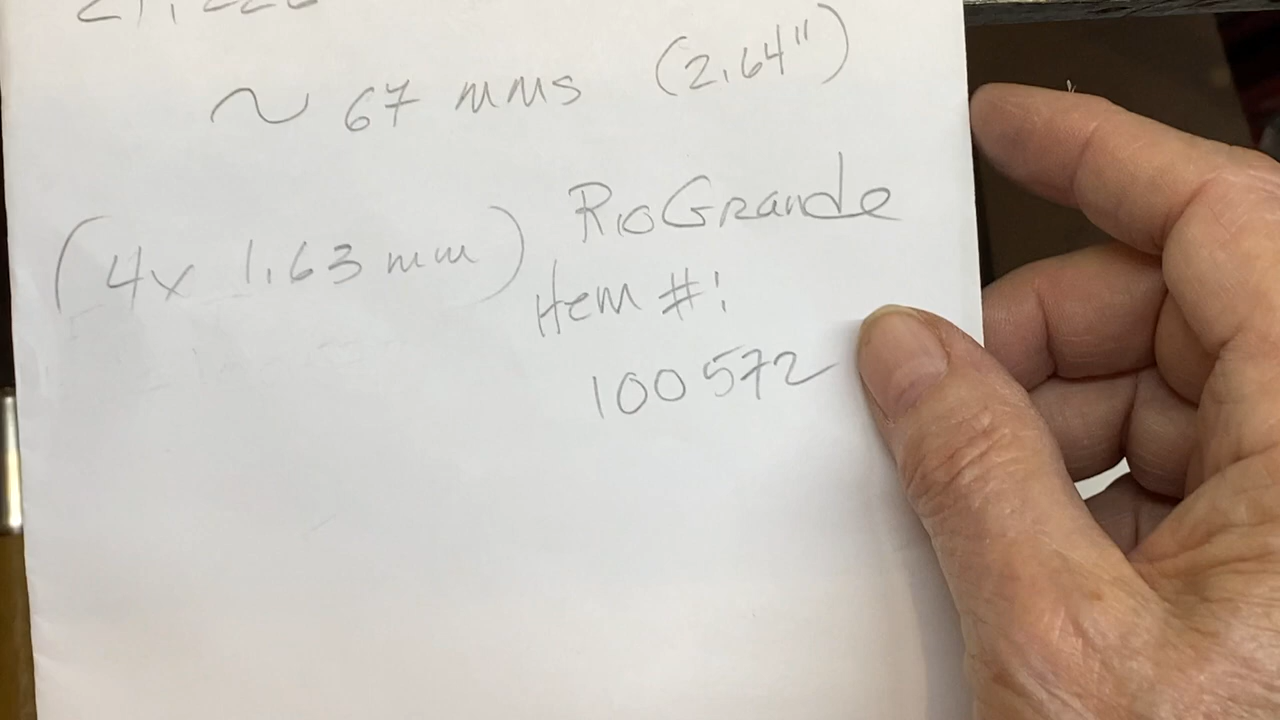 ~ 67 mms (2.64")
(4x 1.63 mm) RioGrande
Item #:
100572